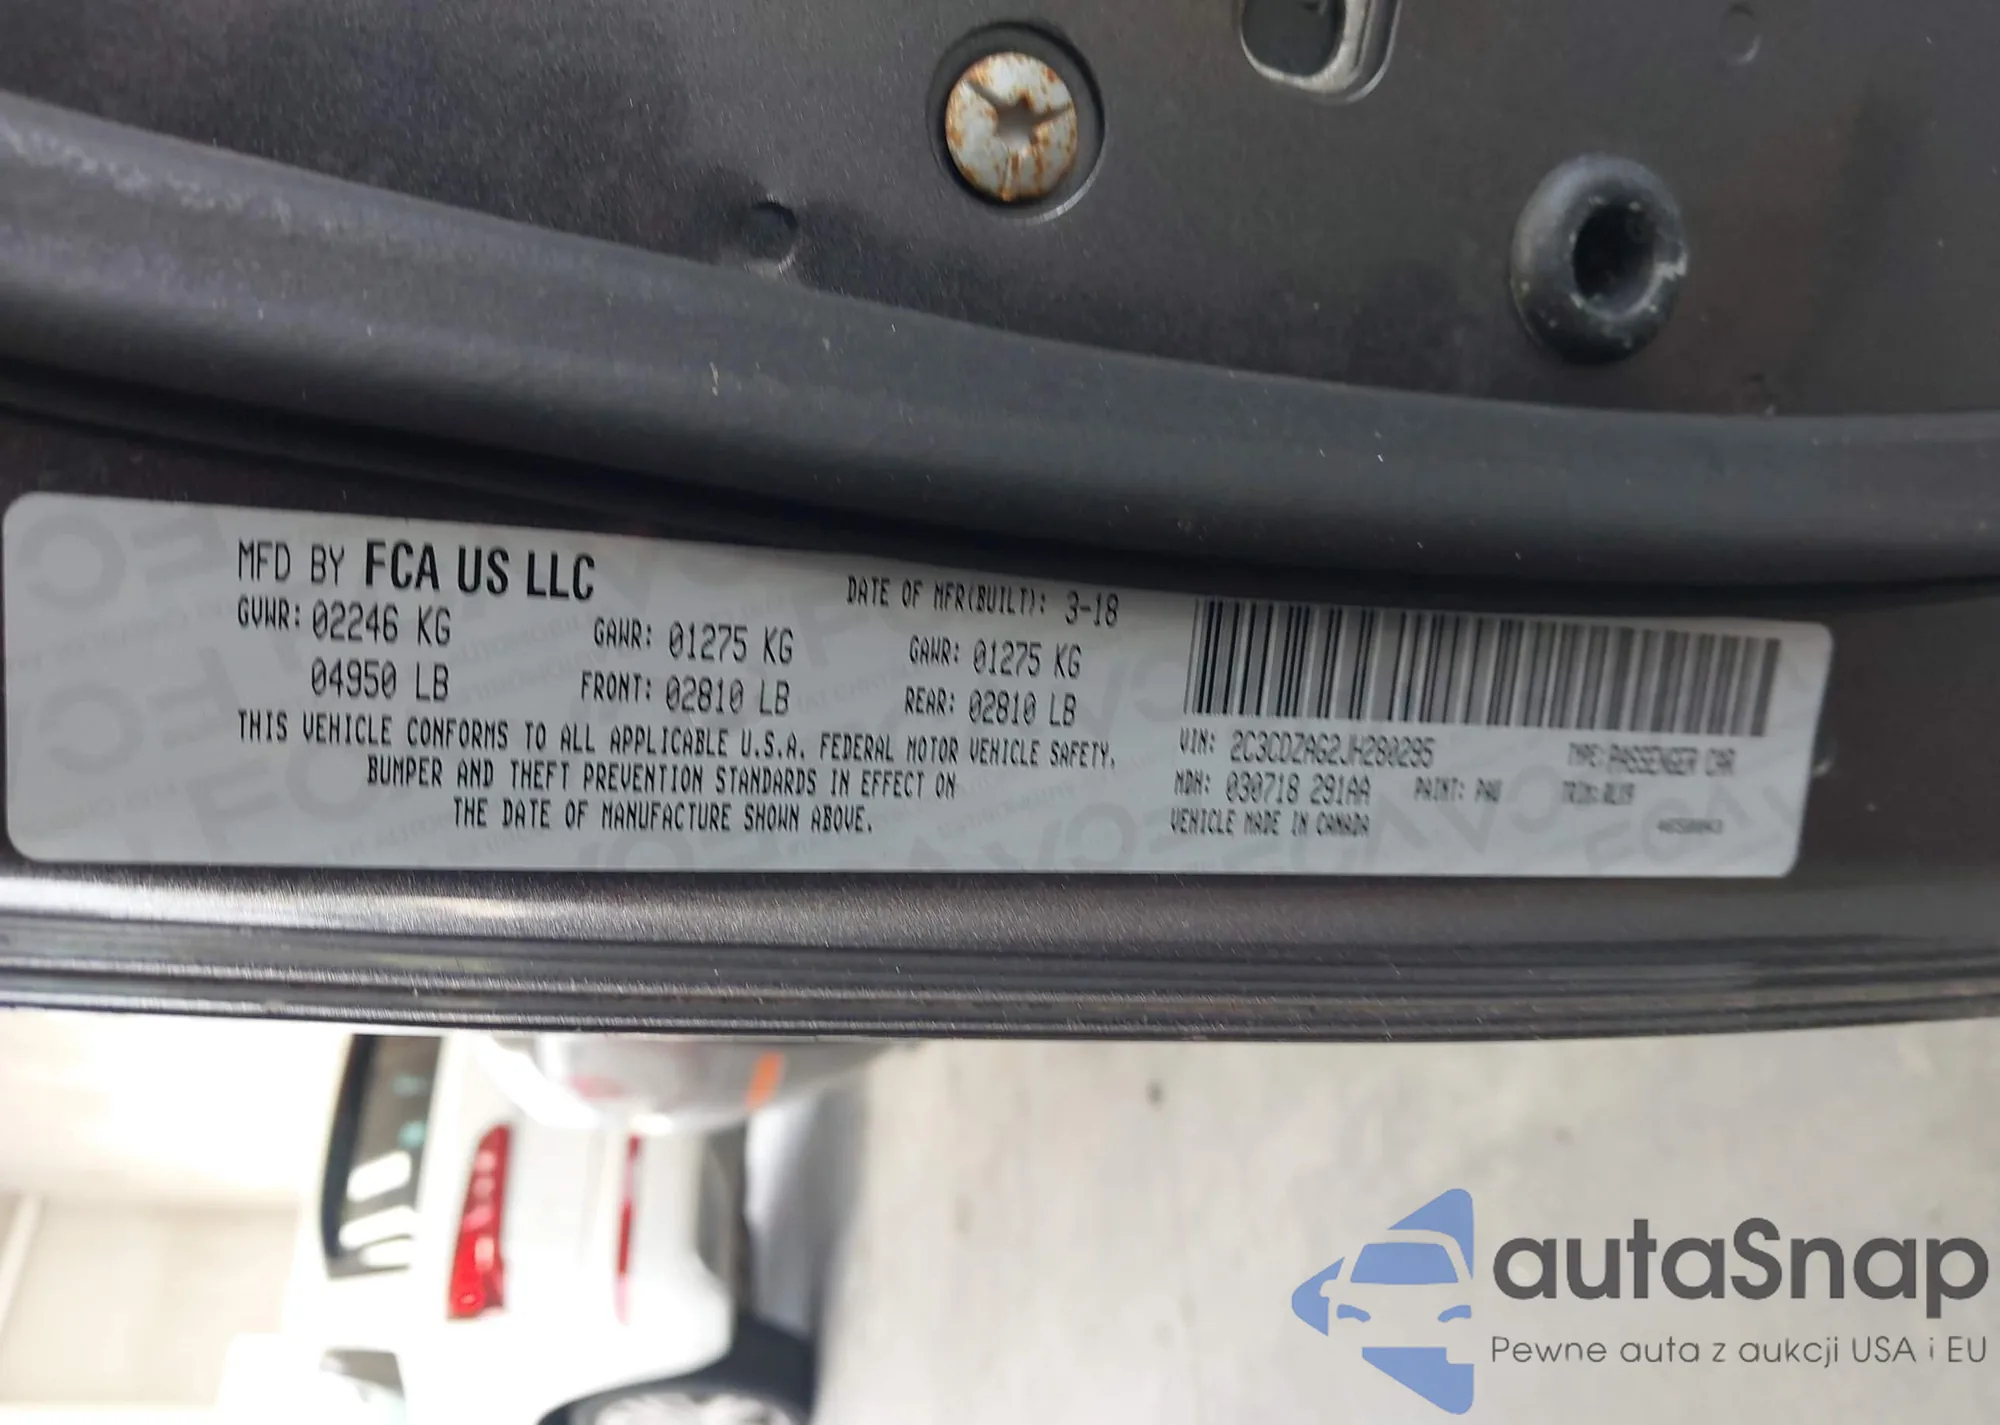 MFD BY FCA US LLC
DATE OF MFR(BUILT): 3-18
GVWR: 02246 KG
04950 LB
GAWR: 01275 KG
FRONT: 02810 LB
GAWR: 01275 KG
REAR: 02810 LB
THIS VEHICLE CONFORMS TO ALL APPLICABLE U.S.A. FEDERAL MOTOR VEHICLE SAFETY,
BUMPER AND THEFT PREVENTION STANDARDS IN EFFECT ON
THE DATE OF MANUFACTURE SHOWN ABOVE.
VIN: 2C3CDZAG2JH280295
TYPE: PASSENGER CAR
MDH: 030718 291AA
PAINT: PAU
TRIM:
VEHICLE MADE IN CANADA
autaSnap
Pewne auta z aukcji USA i EU